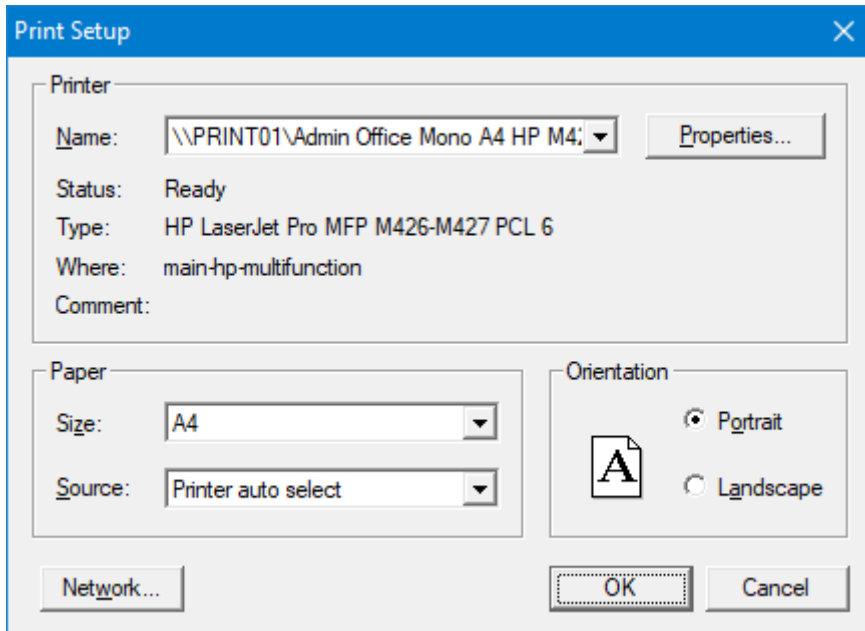 Print Setup
Printer
Name: \\PRINT01\Admin Office Mono A4 HP M42 Properties...
Status: Ready
Type: HP LaserJet Pro MFP M426-M427 PCL 6
Where: main-hp-multifunction
Comment:
Paper
Size: A4
Source: Printer auto select
Orientation
A
Portrait
Landscape
Network... OK Cancel